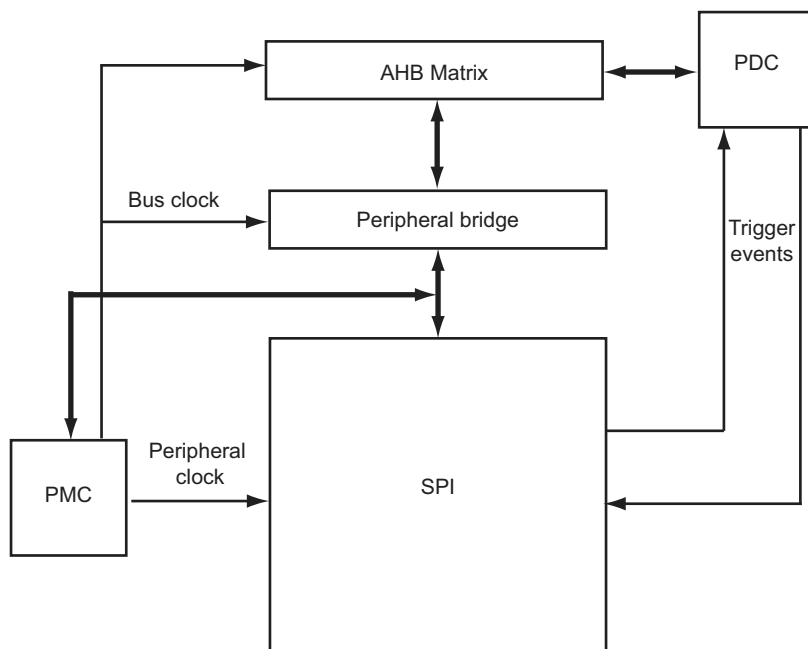 AHB Matrix
PDC
Bus clock
Peripheral bridge
Trigger
events
Peripheral
clock
PMC
SPI